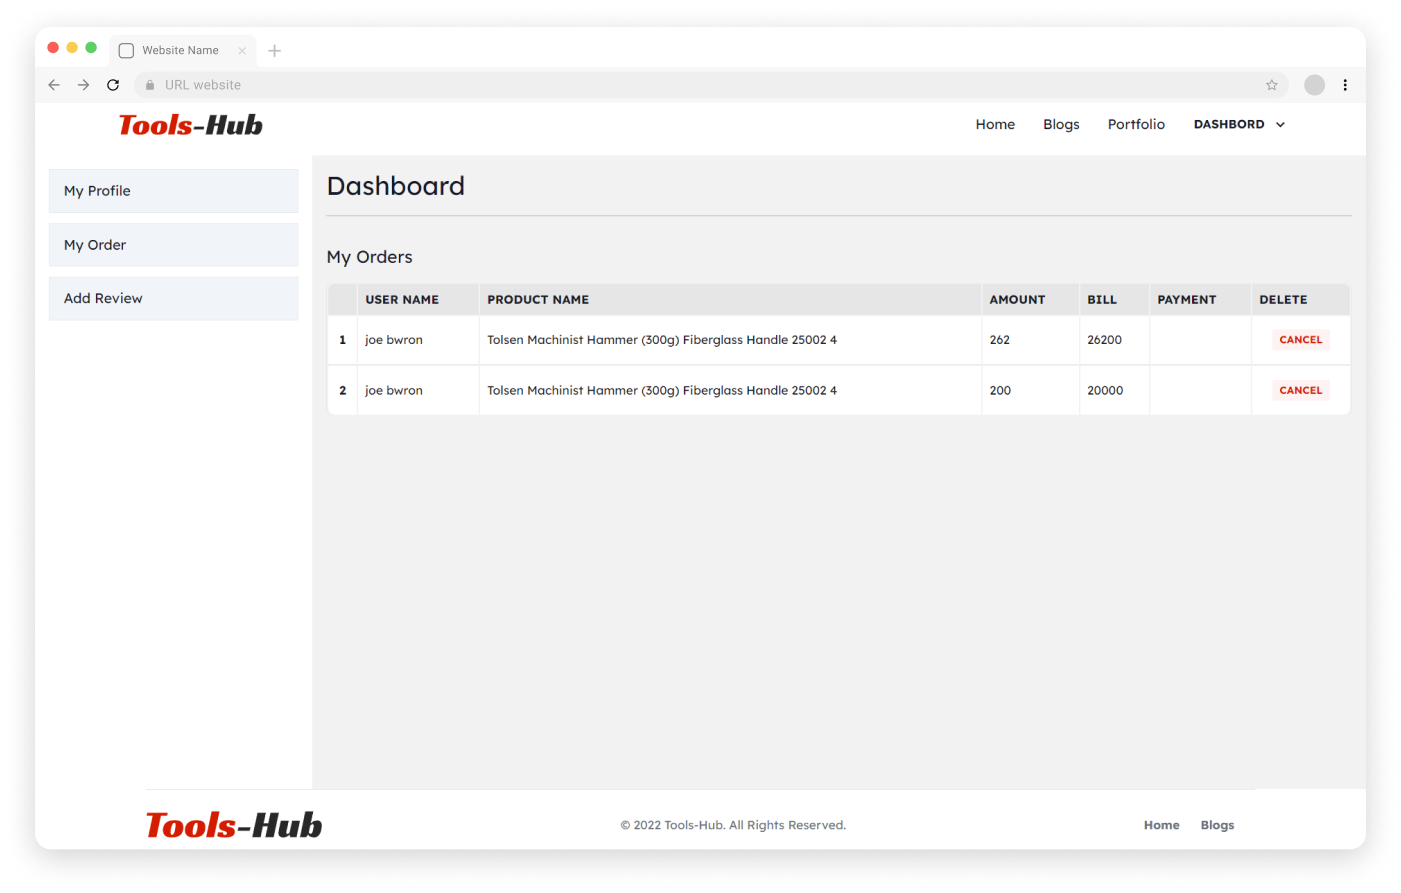 Website Name
URL website
Tools-Hub
Home Blogs Portfolio DASHBORD
My Profile
My Order
Add Review
Dashboard
My Orders
USER NAME PRODUCT NAME AMOUNT BILL PAYMENT DELETE
1 joe bwron Tolsen Machinist Hammer (300g) Fiberglass Handle 25002 4 262 26200 CANCEL
2 joe bwron Tolsen Machinist Hammer (300g) Fiberglass Handle 25002 4 200 20000 CANCEL
Tools-Hub
© 2022 Tools-Hub. All Rights Reserved.
Home Blogs